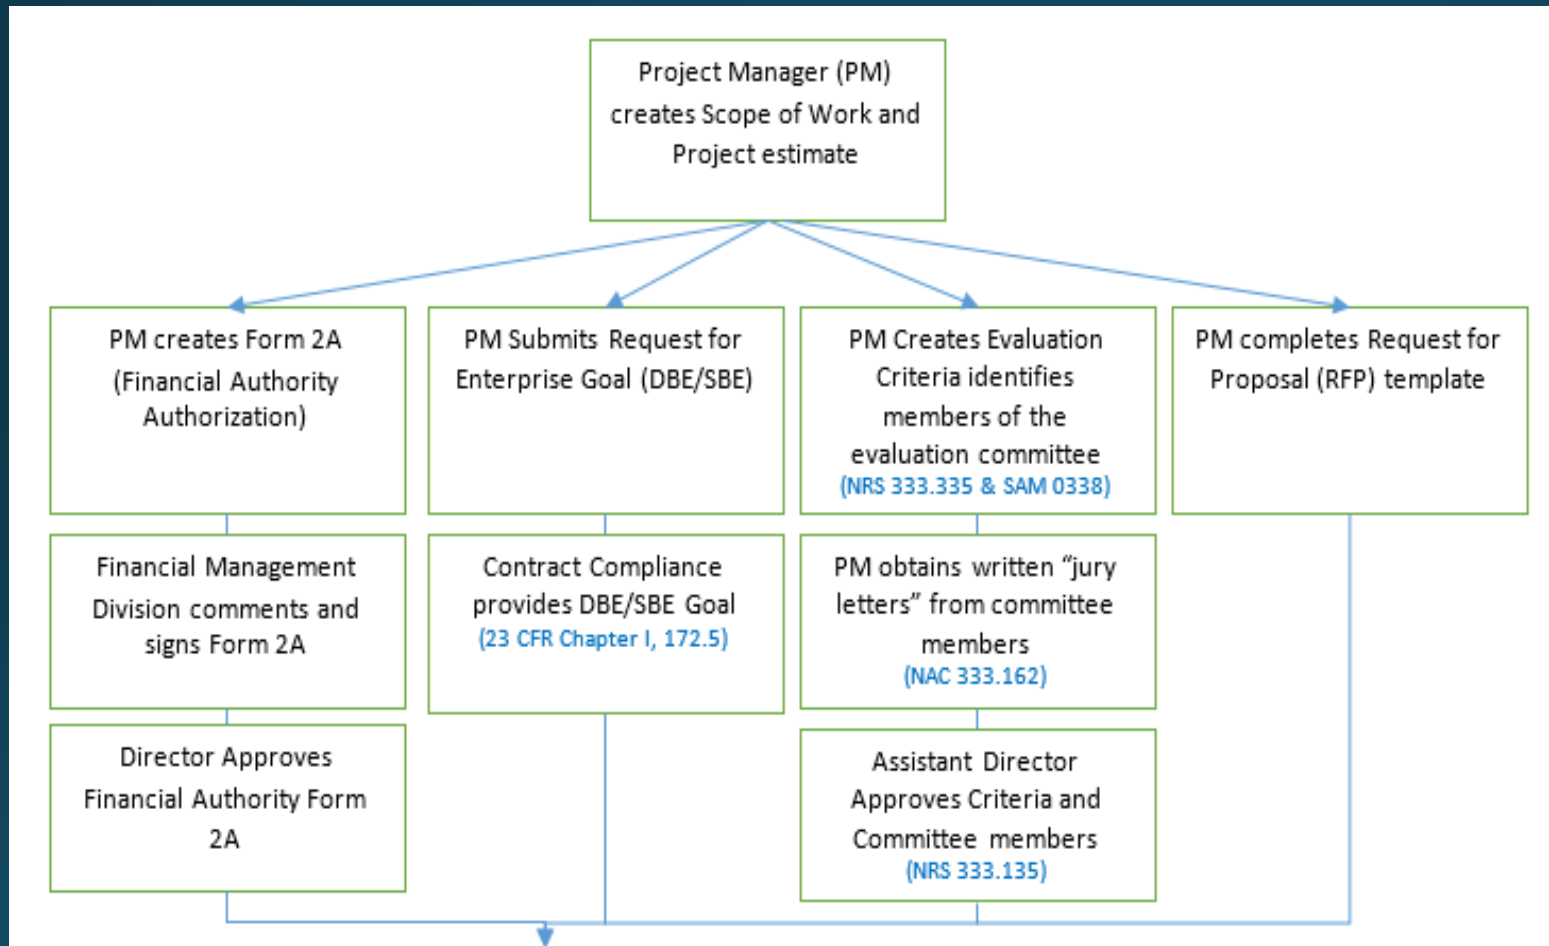 Project Manager (PM)
creates Scope of Work and
Project estimate
PM creates Form 2A
(Financial Authority
Authorization)
PM Submits Request for
Enterprise Goal (DBE/SBE)
PM Creates Evaluation
Criteria identifies
members of the
evaluation committee
(NRS 333.335 & SAM 0338)
PM completes Request for
Proposal (RFP) template
Financial Management
Division comments and
signs Form 2A
Contract Compliance
provides DBE/SBE Goal
(23 CFR Chapter I, 172.5)
PM obtains written “jury
letters” from committee
members
(NAC 333.162)
Director Approves
Financial Authority Form
2A
Assistant Director
Approves Criteria and
Committee members
(NRS 333.135)